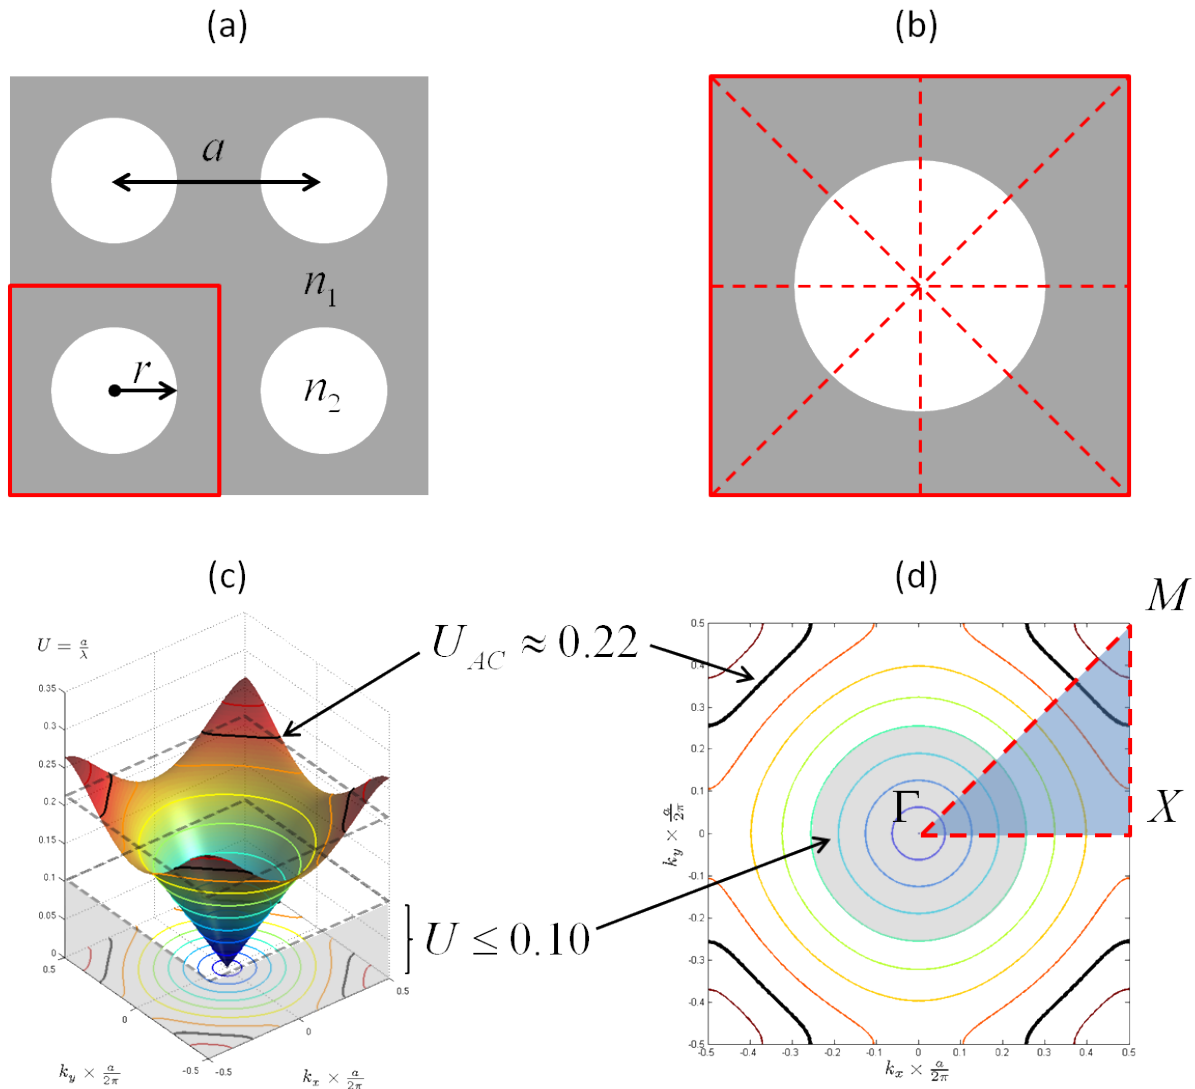 (a)
(b)
a
n₁
r
n₂
(c)
(d)
U = a/λ
0.35
0.3
0.25
0.2
0.15
0.1
0.05
0
0.5
0
-0.5
-0.5
0
0.5
k_y × a/2π
k_x × a/2π
U_AC ≈ 0.22
U ≤ 0.10
M
X
Γ
0.5
0.4
0.3
0.2
0.1
0
-0.1
-0.2
-0.3
-0.4
-0.5
k_y × a/2π
-0.5 -0.4 -0.3 -0.2 -0.1 0 0.1 0.2 0.3 0.4 0.5
k_x × a/2π